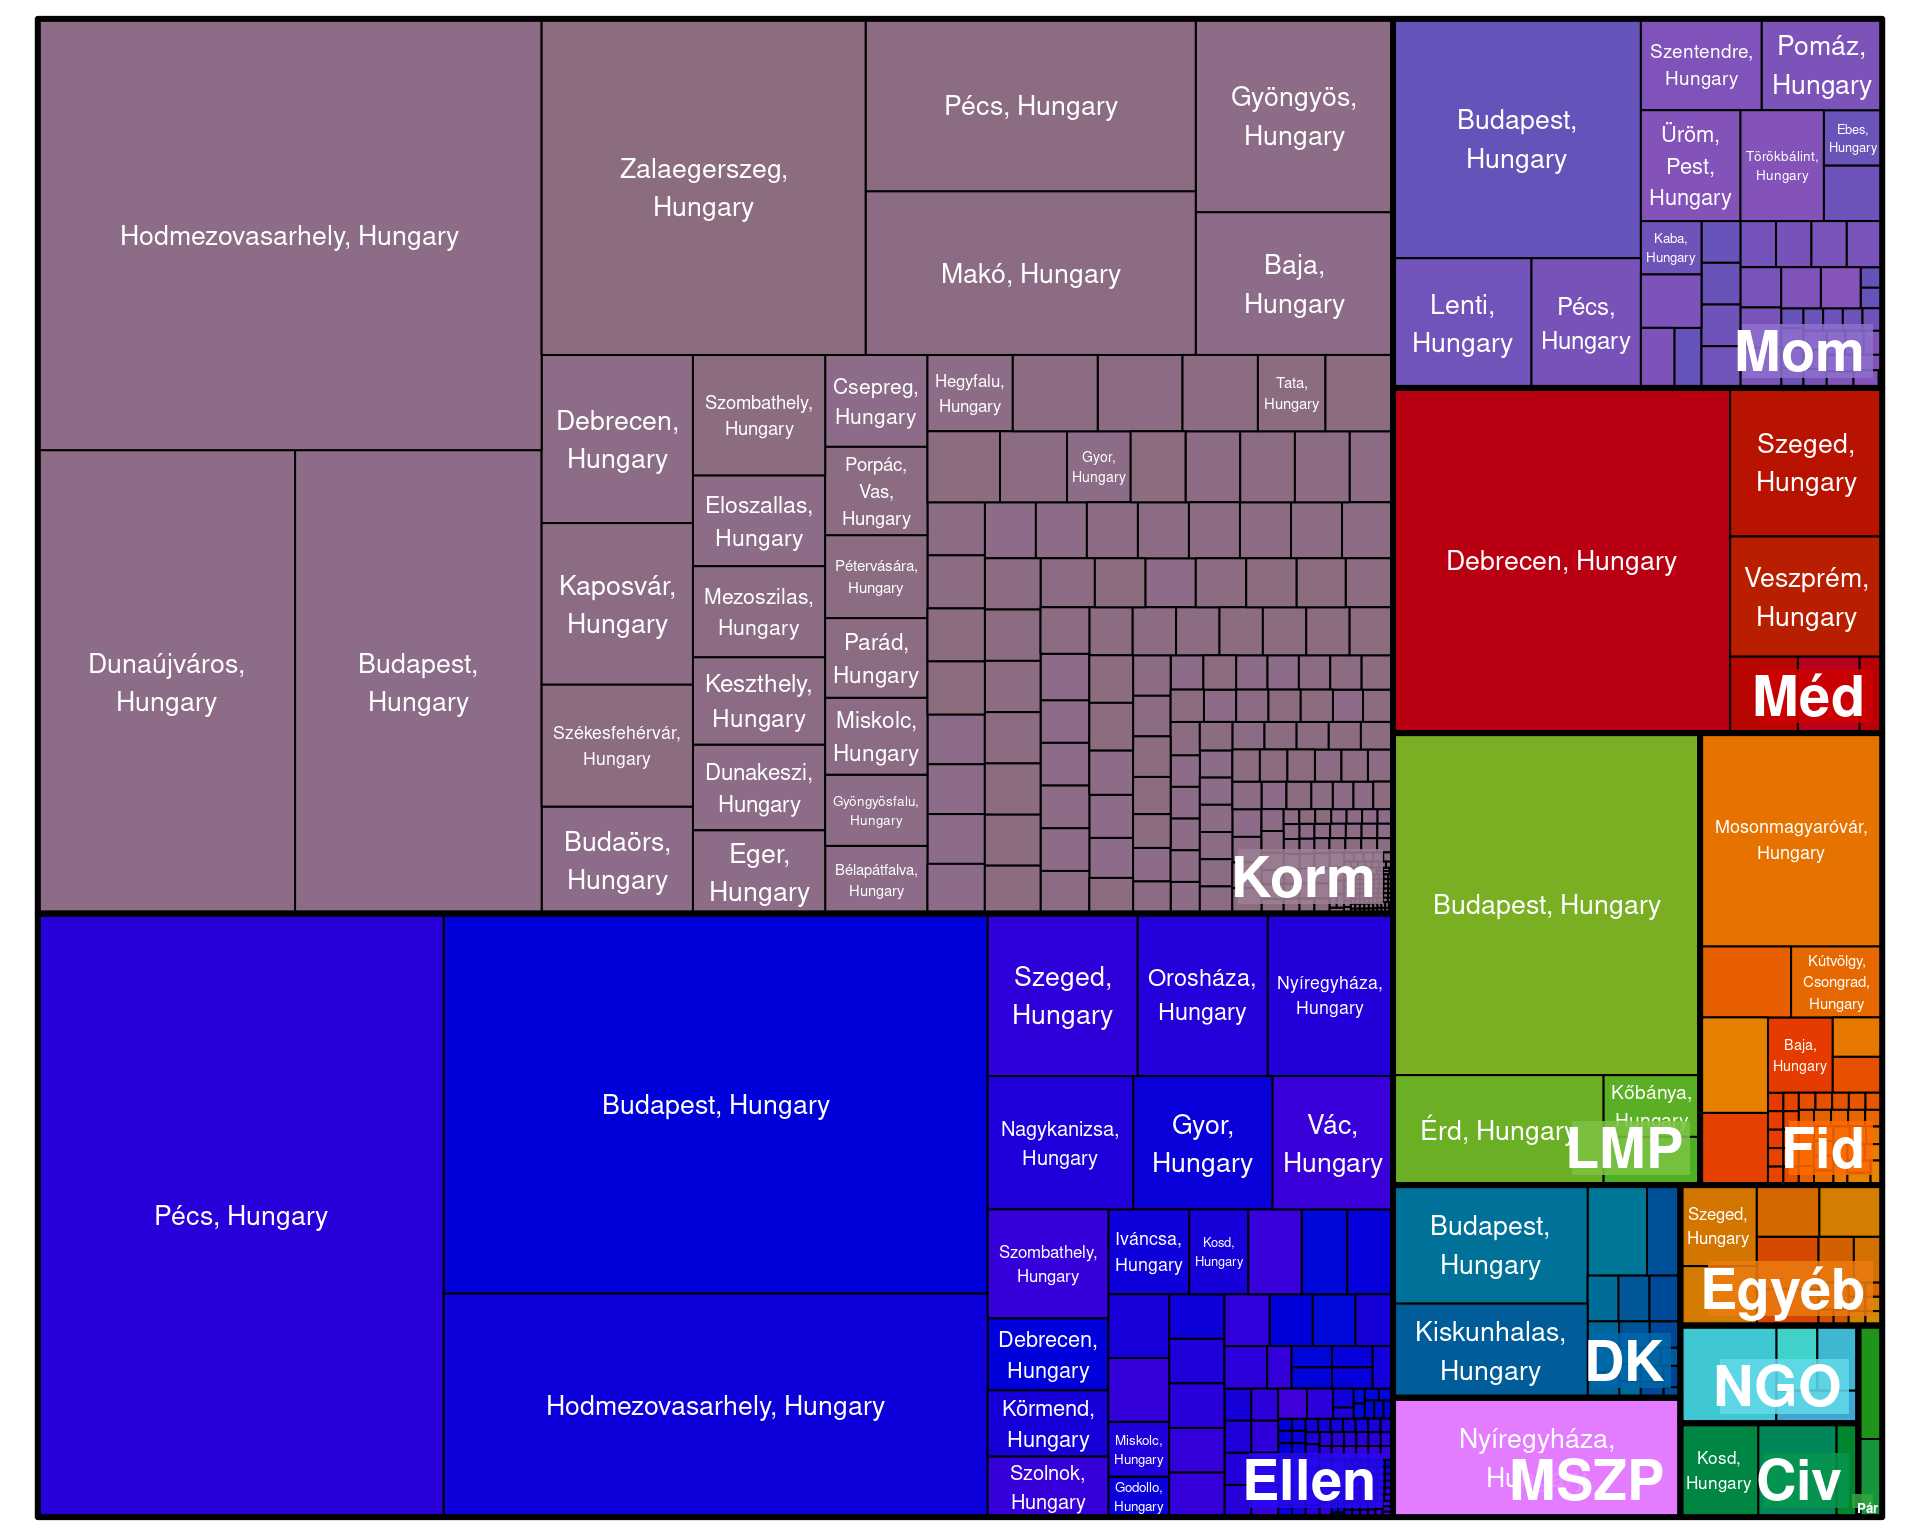 Hodmezovasarhely, Hungary
Dunaújváros,
Hungary
Budapest,
Hungary
Zalaegerszeg,
Hungary
Pécs, Hungary
Makó, Hungary
Gyöngyös,
Hungary
Baja,
Hungary
Debrecen,
Hungary
Kaposvár,
Hungary
Székesfehérvár,
Hungary
Budaörs,
Hungary
Szombathely,
Hungary
Eloszallas,
Hungary
Mezoszilas,
Hungary
Keszthely,
Hungary
Dunakeszi,
Hungary
Eger,
Hungary
Csepreg,
Hungary
Porpác,
Vas,
Hungary
Pétervására,
Hungary
Parád,
Hungary
Miskolc,
Hungary
Gyöngyösfalu,
Hungary
Bélapátfalva,
Hungary
Hegyfalu,
Hungary
Tata,
Hungary
Gyor,
Hungary
Korm
Pécs, Hungary
Budapest, Hungary
Hodmezovasarhely, Hungary
Szeged,
Hungary
Orosháza,
Hungary
Nyíregyháza,
Hungary
Nagykanizsa,
Hungary
Gyor,
Hungary
Vác,
Hungary
Szombathely,
Hungary
Debrecen,
Hungary
Körmend,
Hungary
Szolnok,
Hungary
Iváncsa,
Hungary
Kosd,
Hungary
Miskolc,
Hungary
Godollo,
Hungary
Ellen
Budapest,
Hungary
Lenti,
Hungary
Pécs,
Hungary
Szentendre,
Hungary
Pomáz,
Hungary
Üröm,
Pest,
Hungary
Törökbálint,
Hungary
Ebes,
Hungary
Kaba,
Hungary
Mom
Debrecen, Hungary
Szeged,
Hungary
Veszprém,
Hungary
Méd
Budapest, Hungary
Érd, Hungary
Kőbánya,
Hungary
LMP
Mosonmagyaróvár,
Hungary
Kútvölgy,
Csongrad,
Hungary
Baja,
Hungary
Fid
Budapest,
Hungary
Kiskunhalas,
Hungary
DK
Szeged,
Hungary
Egyéb
NGO
Nyíregyháza,
MSZP
Kosd,
Hungary
Civ
Pár